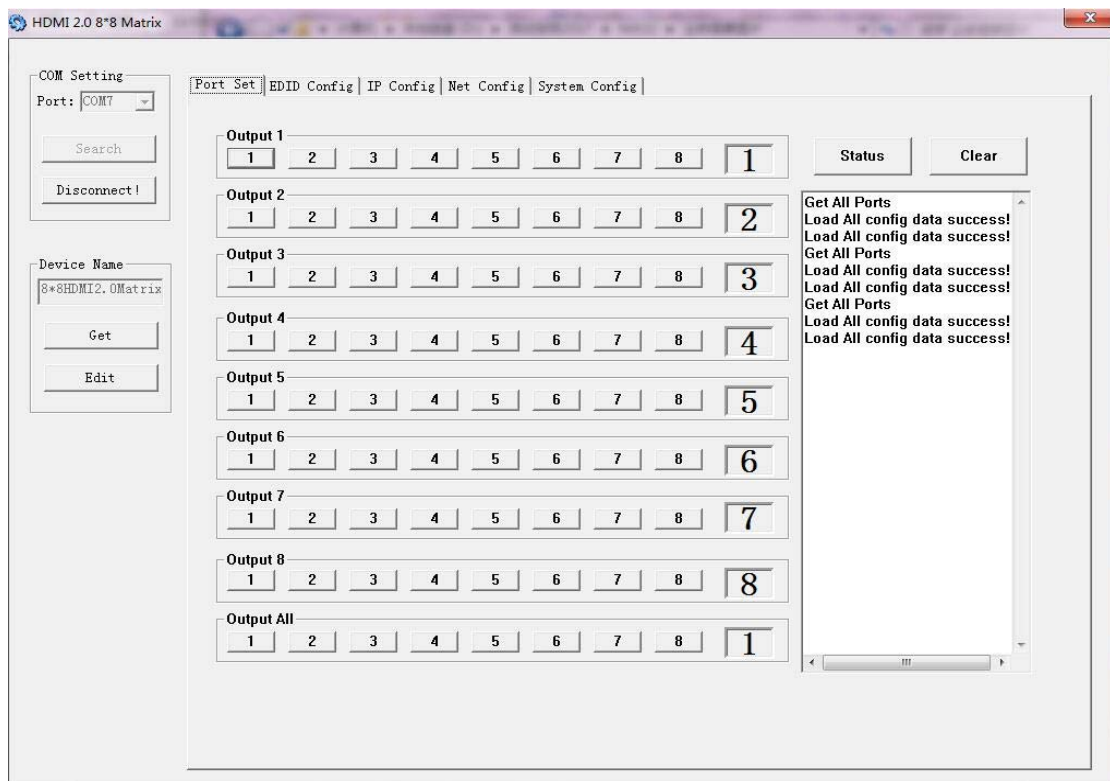 HDMI 2.0 8*8 Matrix
COM Setting
Port: COM7
Search
Disconnect!
Device Name
8*8HDMI2.0Matrix
Get
Edit
Port Set EDID Config IP Config Net Config System Config
Output 1
1 2 3 4 5 6 7 8 1
Output 2
1 2 3 4 5 6 7 8 2
Output 3
1 2 3 4 5 6 7 8 3
Output 4
1 2 3 4 5 6 7 8 4
Output 5
1 2 3 4 5 6 7 8 5
Output 6
1 2 3 4 5 6 7 8 6
Output 7
1 2 3 4 5 6 7 8 7
Output 8
1 2 3 4 5 6 7 8 8
Output All
1 2 3 4 5 6 7 8 1
Status Clear
Get All Ports
Load All config data success!
Load All config data success!
Get All Ports
Load All config data success!
Load All config data success!
Get All Ports
Load All config data success!
Load All config data success!